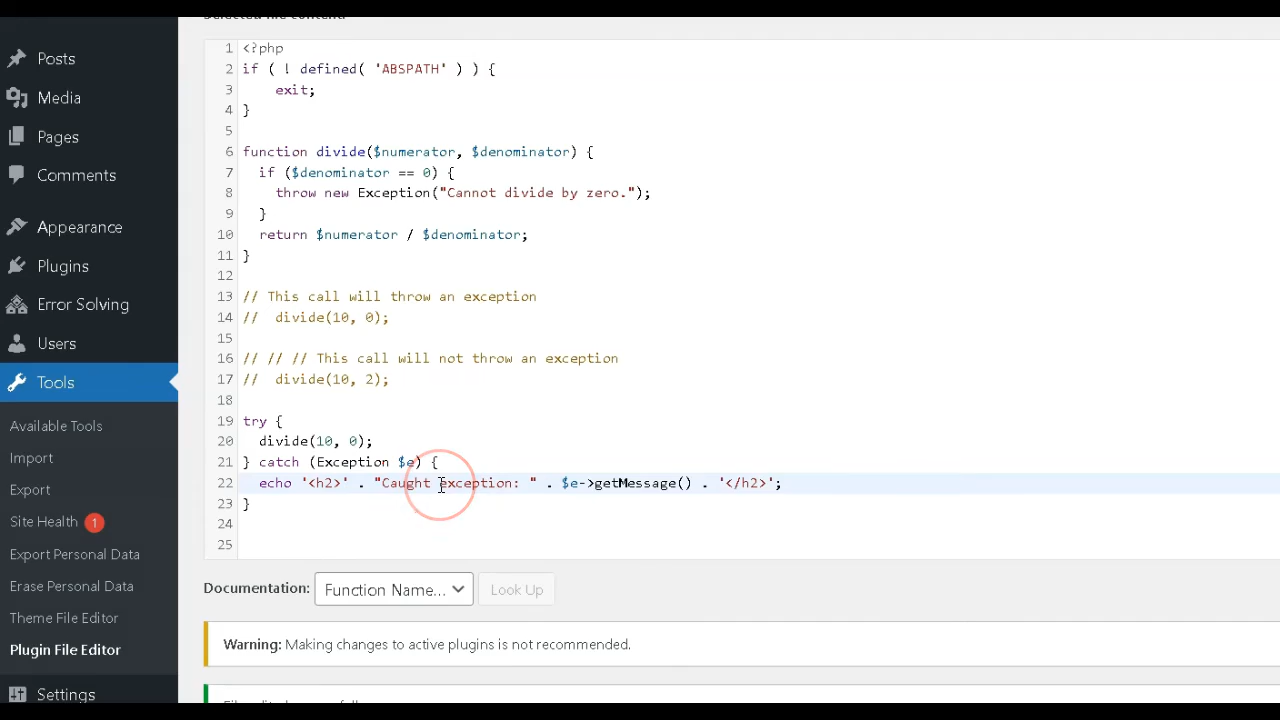 Selected file content:
Posts
Media
Pages
Comments
Appearance
Plugins
Error Solving
Users
Tools
Available Tools
Import
Export
Site Health 1
Export Personal Data
Erase Personal Data
Theme File Editor
Plugin File Editor
Settings
1 <?php
2 if ( ! defined( 'ABSPATH' ) ) {
3 exit;
4 }
5
6 function divide($numerator, $denominator) {
7 if ($denominator == 0) {
8 throw new Exception("Cannot divide by zero.");
9 }
10 return $numerator / $denominator;
11 }
12
13 // This call will throw an exception
14 // divide(10, 0);
15
16 // // // This call will not throw an exception
17 // divide(10, 2);
18
19 try {
20 divide(10, 0);
21 } catch (Exception $e) {
22 echo '<h2>' . "Caught exception: " . $e->getMessage() . '</h2>';
23 }
24
25
Documentation: Function Name... Look Up
Warning: Making changes to active plugins is not recommended.